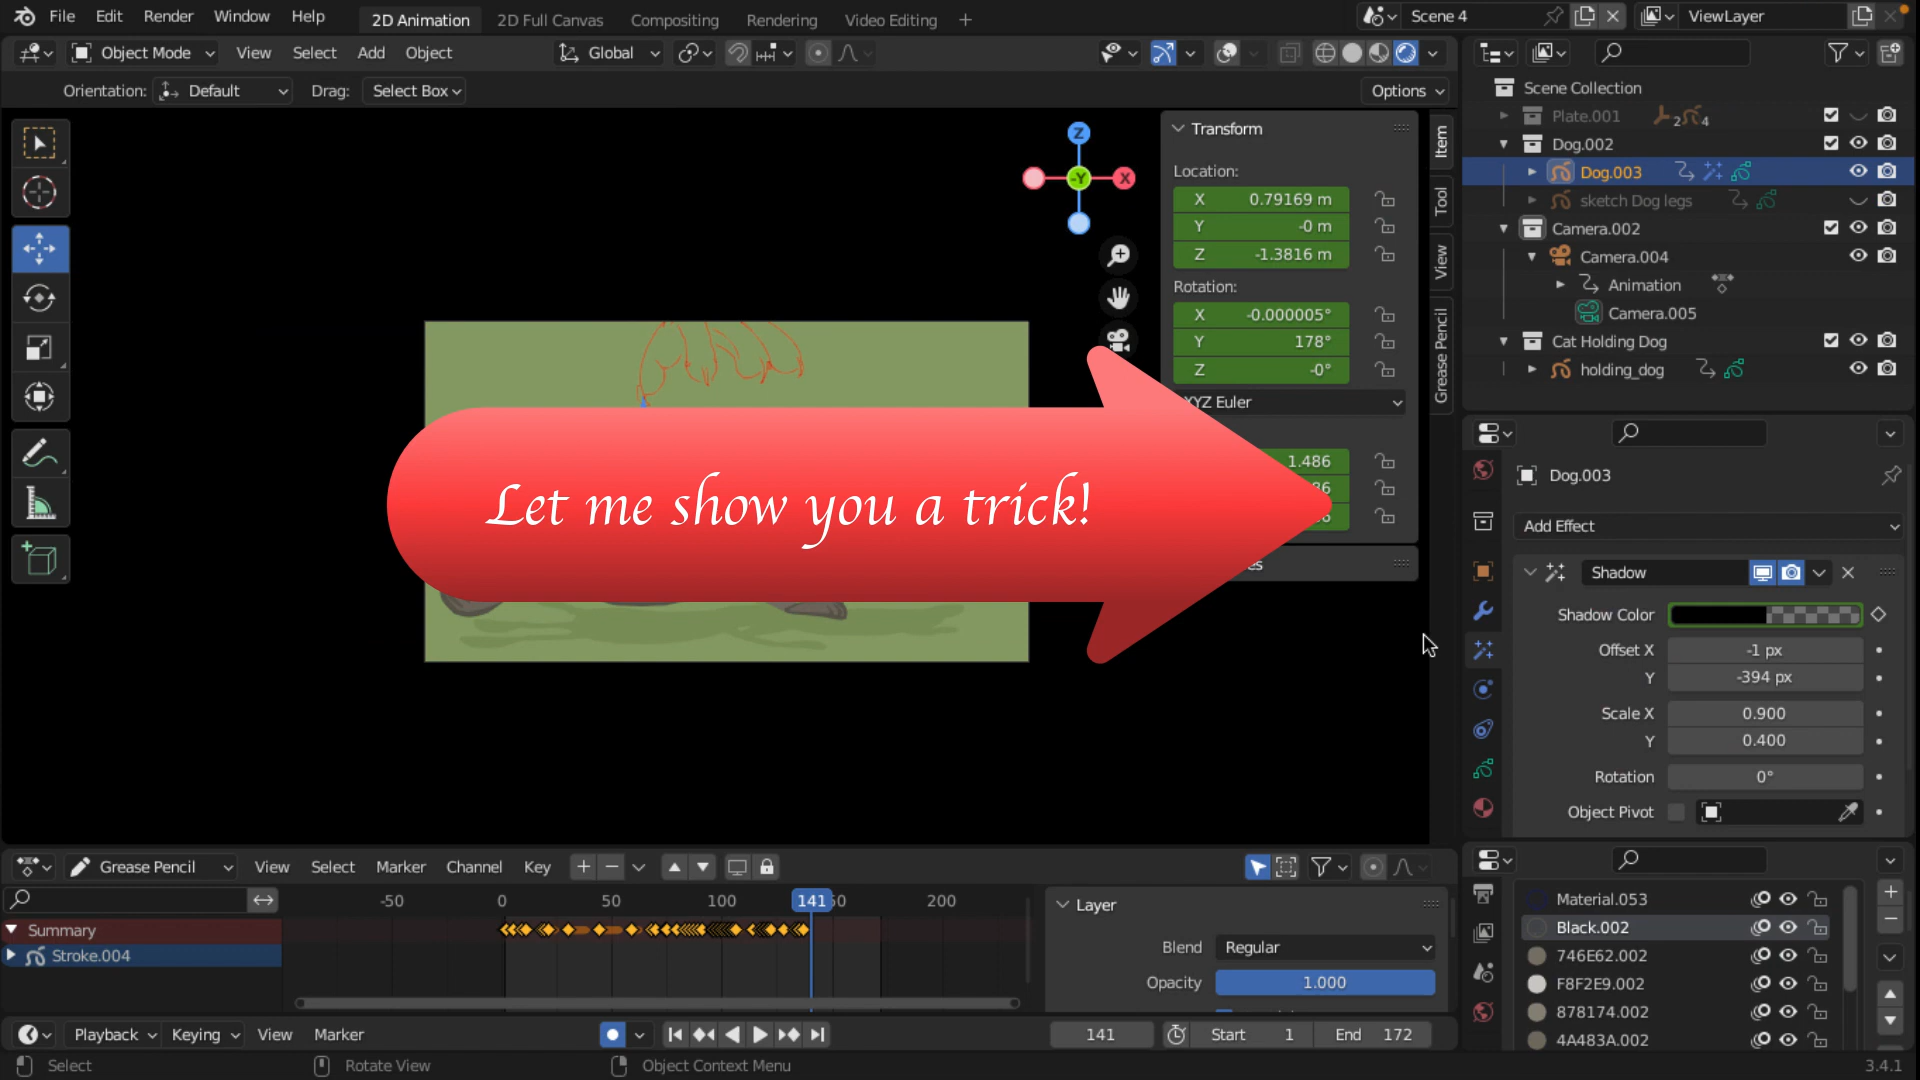 File Edit Render Window Help 2D Animation 2D Full Canvas Compositing Rendering Video Editing + Scene 4 ViewLayer
Object Mode View Select Add Object Global
Orientation: Default Drag: Select Box Options
Transform
Location:
X 0.79169 m
Y -0 m
Z -1.3816 m
Rotation:
X -0.000005°
Y 178°
Z -0°
XYZ Euler
1.486
Z
-Y
X
Item
Tool
View
Grease Pencil
Let me show you a trick!
Scene Collection
Plate.001 2 4
Dog.002
Dog.003
sketch Dog legs
Camera.002
Camera.004
Animation
Camera.005
Cat Holding Dog
holding_dog
Dog.003
Add Effect
Shadow
Shadow Color
Offset X -1 px
Y -394 px
Scale X 0.900
Y 0.400
Rotation 0°
Object Pivot
Grease Pencil View Select Marker Channel Key
-50 0 50 100 141 200
Summary
Stroke.004
Layer
Blend Regular
Opacity 1.000
Material.053
Black.002
746E62.002
F8F2E9.002
878174.002
4A483A.002
Playback Keying View Marker 141 Start 1 End 172
Select Rotate View Object Context Menu 3.4.1